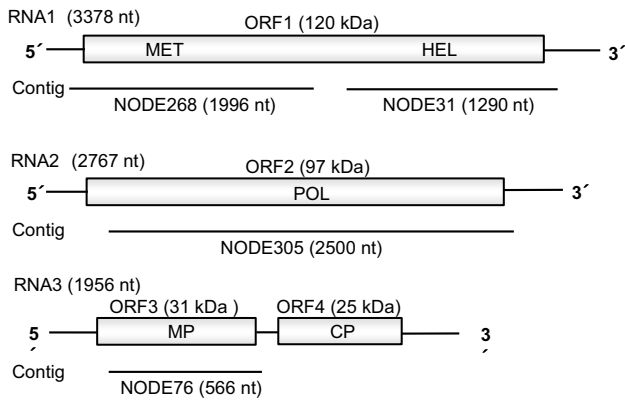 RNA1 (3378 nt)
ORF1 (120 kDa)
5´ MET HEL 3´
Contig
NODE268 (1996 nt) NODE31 (1290 nt)
RNA2 (2767 nt)
ORF2 (97 kDa)
5´ POL 3´
Contig
NODE305 (2500 nt)
RNA3 (1956 nt)
ORF3 (31 kDa ) ORF4 (25 kDa)
5 MP CP 3
´ ´
Contig
NODE76 (566 nt)